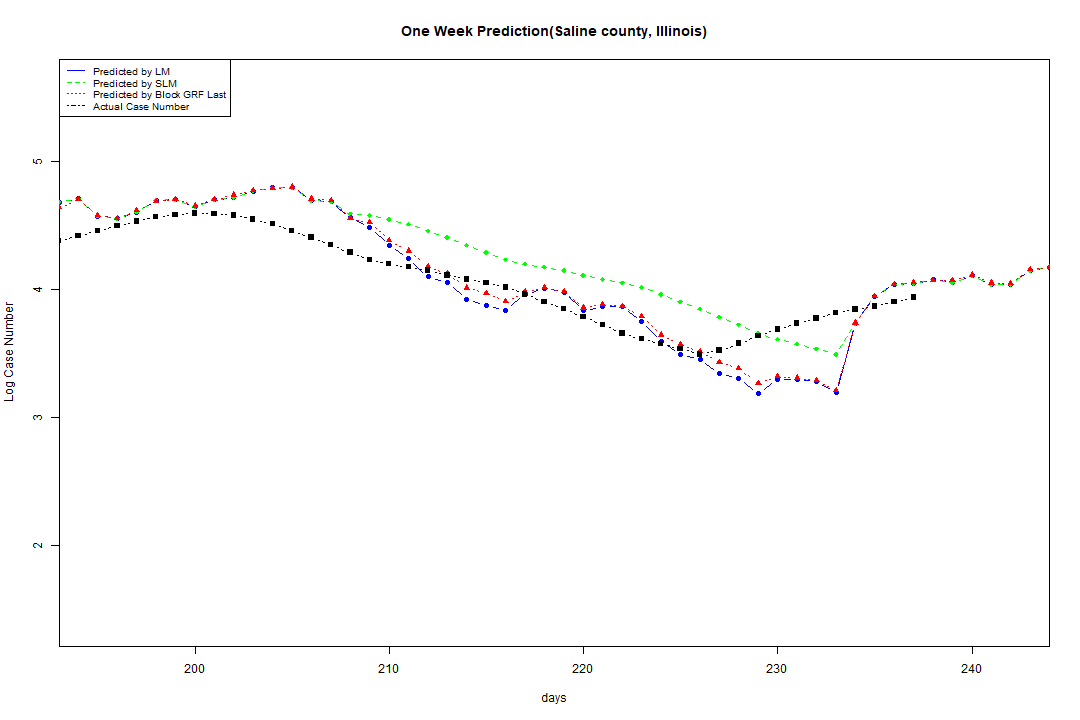 One Week Prediction(Saline county, Illinois)
Predicted by LM
Predicted by SLM
Predicted by Block GRF Last
Actual Case Number
5
4
3
2
Log Case Number
200 210 220 230 240
days